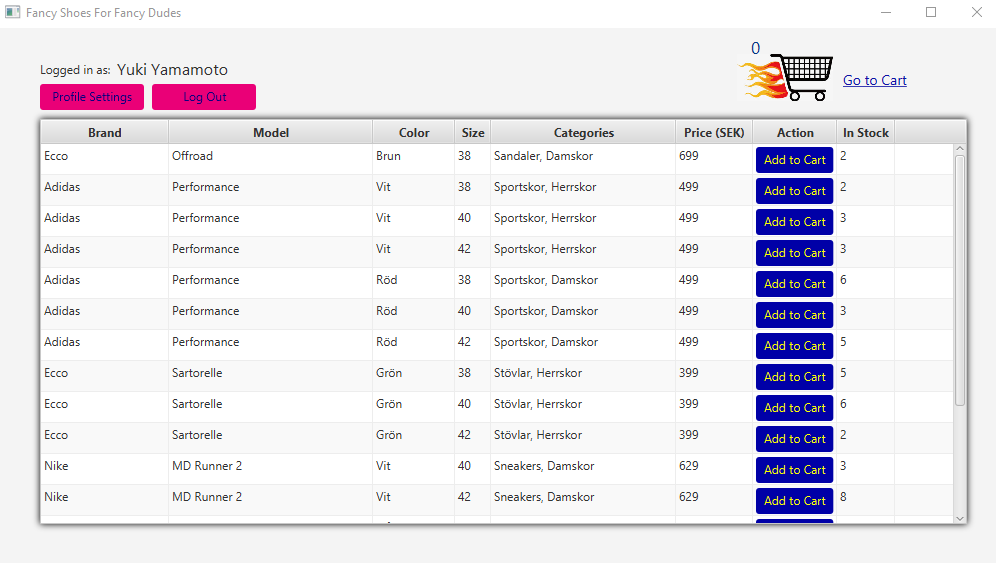 Fancy Shoes For Fancy Dudes
0
Logged in as: Yuki Yamamoto
Go to Cart
Profile Settings Log Out
Brand Model Color Size Categories Price (SEK) Action In Stock
Ecco Offroad Brun 38 Sandaler, Damskor 699 Add to Cart 2
Adidas Performance Vit 38 Sportskor, Herrskor 499 Add to Cart 2
Adidas Performance Vit 40 Sportskor, Herrskor 499 Add to Cart 3
Adidas Performance Vit 42 Sportskor, Herrskor 499 Add to Cart 3
Adidas Performance Röd 38 Sportskor, Damskor 499 Add to Cart 6
Adidas Performance Röd 40 Sportskor, Damskor 499 Add to Cart 3
Adidas Performance Röd 42 Sportskor, Damskor 499 Add to Cart 5
Ecco Sartorelle Grön 38 Stövlar, Herrskor 399 Add to Cart 5
Ecco Sartorelle Grön 40 Stövlar, Herrskor 399 Add to Cart 6
Ecco Sartorelle Grön 42 Stövlar, Herrskor 399 Add to Cart 2
Nike MD Runner 2 Vit 40 Sneakers, Damskor 629 Add to Cart 3
Nike MD Runner 2 Vit 42 Sneakers, Damskor 629 Add to Cart 8